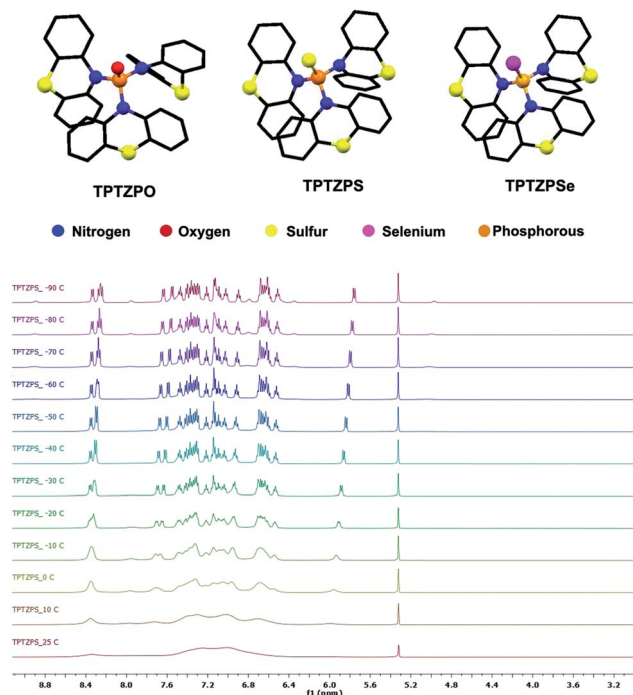 TPTZPO TPTZPS TPTZPSe
Nitrogen Oxygen Sulfur Selenium Phosphorous
TPTZPS_ -90 C
TPTZPS_ -80 C
TPTZPS_ -70 C
TPTZPS_ -60 C
TPTZPS_ -50 C
TPTZPS_ -40 C
TPTZPS_ -30 C
TPTZPS_ -20 C
TPTZPS_ -10 C
TPTZPS_0 C
TPTZPS_10 C
TPTZPS_25 C
8.8 8.4 8.0 7.6 7.2 6.8 6.4 6.0 5.6 5.2 4.8 4.4 4.0 3.6 3.2
f1 (ppm)